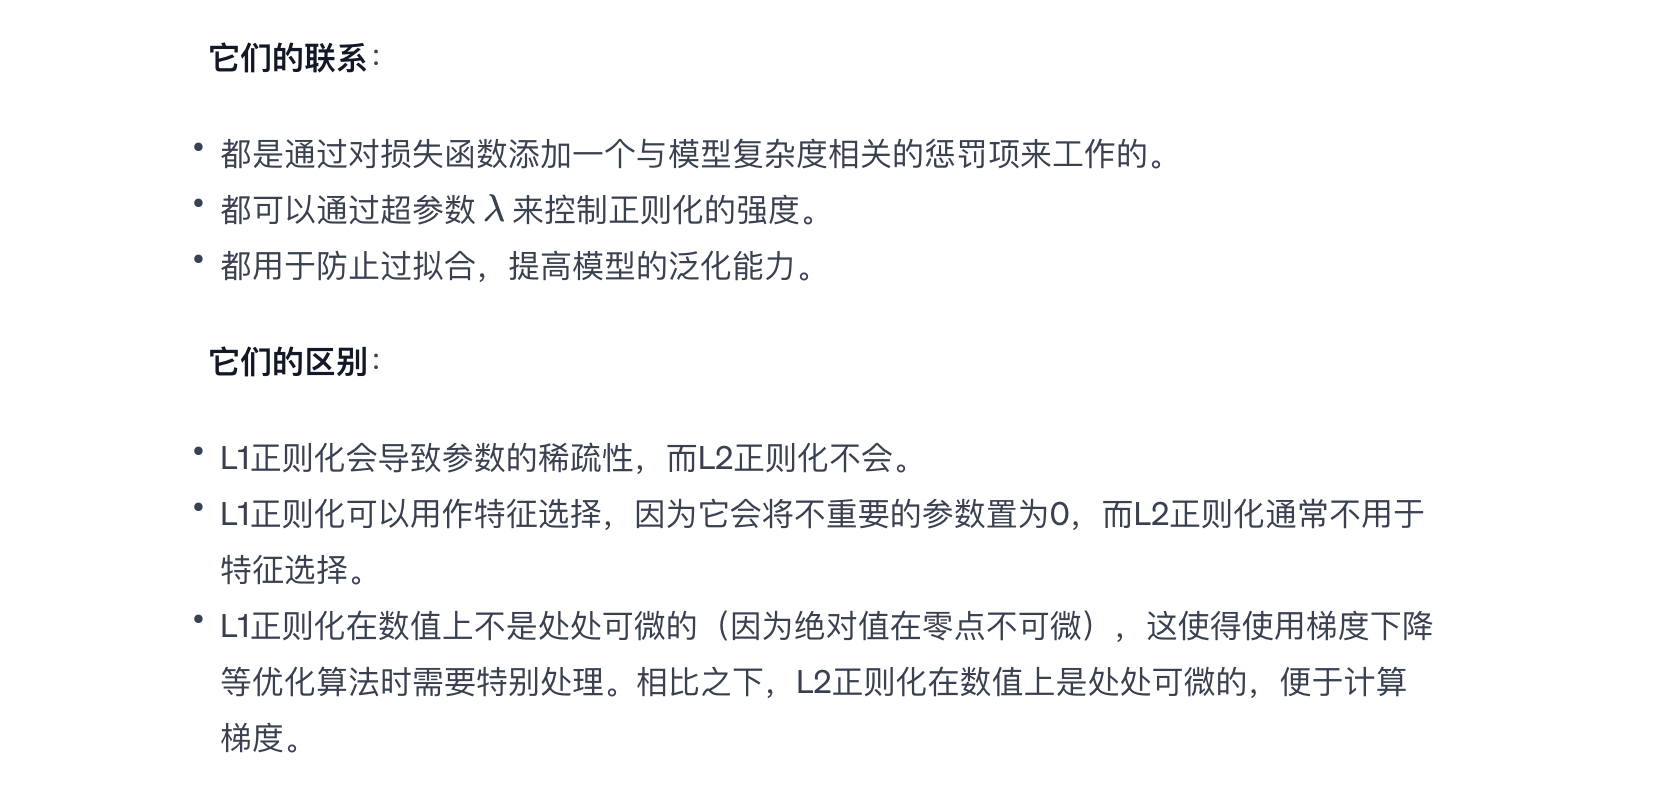 它们的联系：
• 都是通过对损失函数添加一个与模型复杂度相关的惩罚项来工作的。
• 都可以通过超参数 λ 来控制正则化的强度。
• 都用于防止过拟合，提高模型的泛化能力。
它们的区别：
• L1正则化会导致参数的稀疏性，而L2正则化不会。
• L1正则化可以用作特征选择，因为它会将不重要的参数置为0，而L2正则化通常不用于
特征选择。
• L1正则化在数值上不是处处可微的（因为绝对值在零点不可微），这使得使用梯度下降
等优化算法时需要特别处理。相比之下，L2正则化在数值上是处处可微的，便于计算
梯度。